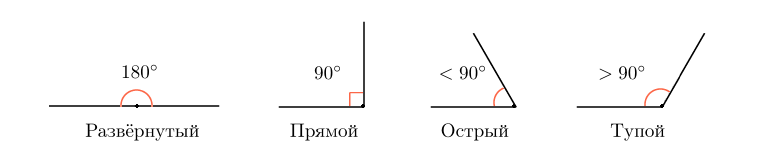 180°
90°
< 90°
> 90°
Развёрнутый
Прямой
Острый
Тупой